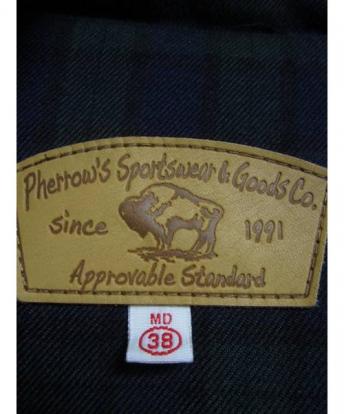 Pherrow's Sportswear & Goods Co.
Since 1991
Approvable Standard
MD
38